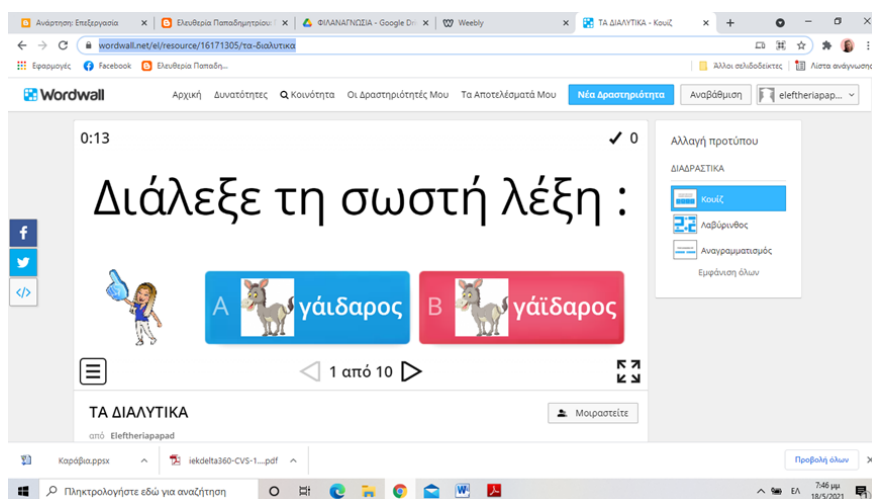 Ανάρτηση: Επεξεργασία
Ελευθερία Παπαδημητρίου:
ΦΙΛΑΝΑΓΝΩΣΙΑ - Google Dri
Weebly
ΤΑ ΔΙΑΛΥΤΙΚΑ - Κουίζ
wordwall.net/el/resource/16171305/τα-διαλυτικα
Εφαρμογές
Facebook
Ελευθερία Παπαδη...
Άλλοι σελιδοδείκτες
Λίστα ανάγνωσης
Wordwall
Αρχική
Δυνατότητες
Κοινότητα
Οι Δραστηριότητές Μου
Τα Αποτελέσματά Μου
Νέα Δραστηριότητα
Αναβάθμιση
eleftheriapap...
0:13
0
Διάλεξε τη σωστή λέξη :
A γάιδαρος
B γάϊδαρος
1 από 10
ΤΑ ΔΙΑΛΥΤΙΚΑ
από Eleftheriapapad
Μοιραστείτε
Αλλαγή προτύπου
ΔΙΑΔΡΑΣΤΙΚΑ
Κουίζ
Λαβύρινθος
Αναγραμματισμός
Εμφάνιση όλων
Καράβια.ppsx
iekdelta360-CVS-1....pdf
Προβολή όλων
Πληκτρολογήστε εδώ για αναζήτηση
ΕΛ
7:46 μμ
18/5/2021